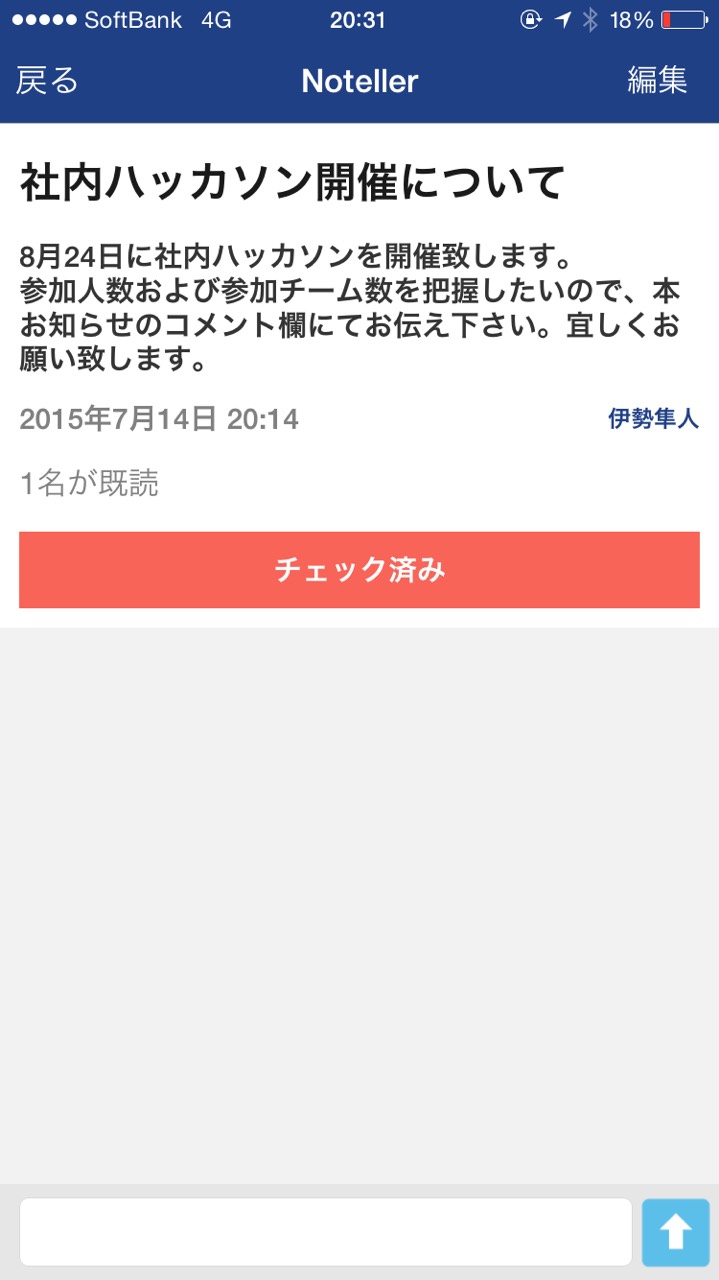 SoftBank 4G 20:31 18%
戻る Noteller 編集
社内ハッカソン開催について
8月24日に社内ハッカソンを開催致します。
参加人数および参加チーム数を把握したいので、本
お知らせのコメント欄にてお伝え下さい。宜しくお
願い致します。
2015年7月14日 20:14 伊勢隼人
1名が既読
チェック済み